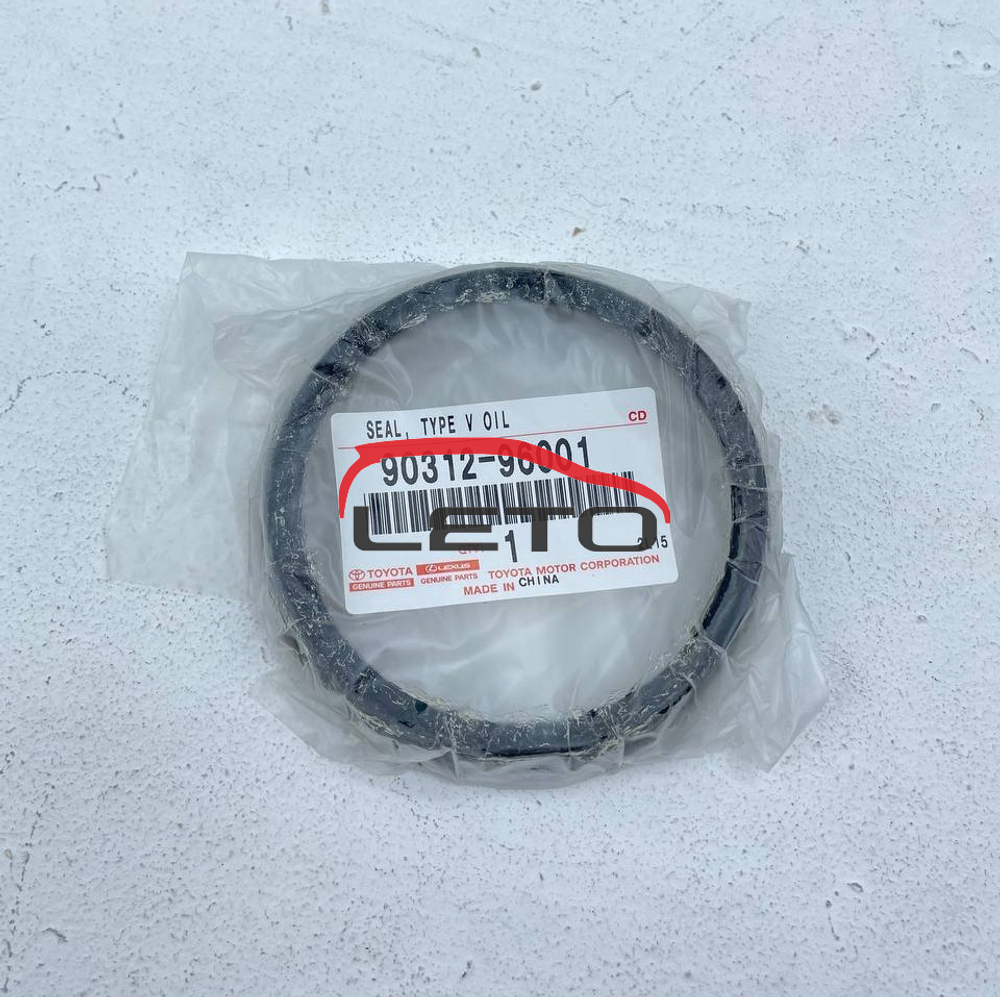 SEAL, TYPE V OIL
CD
90312-96001
LETO
QTY. 1
TOYOTA
GENUINE PARTS
LEXUS
GENUINE PARTS
TOYOTA MOTOR CORPORATION
MADE IN CHINA